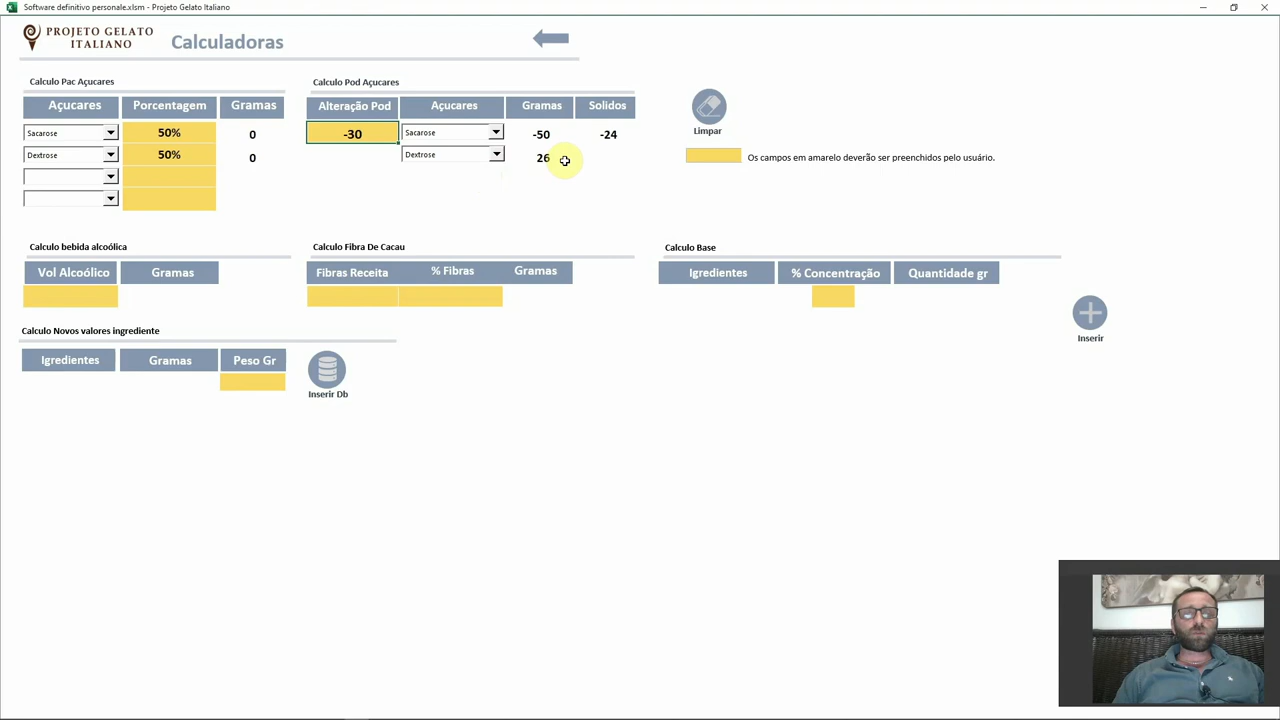 Software definitivo personale.xlsm - Projeto Gelato Italiano
PROJETO GELATO
ITALIANO
Calculadoras
Calculo Pac Açucares
Açucares Porcentagem Gramas
Sacarose 50% 0
Dextrose 50% 0
Calculo Pod Açucares
Alteração Pod Açucares Gramas Solidos
-30 Sacarose -50 -24
Dextrose 26
Limpar
Os campos em amarelo deverão ser preenchidos pelo usuário.
Calculo bebida alcoólica
Vol Alcoólico Gramas
Calculo Fibra De Cacau
Fibras Receita % Fibras Gramas
Calculo Base
Igredientes % Concentração Quantidade gr
Inserir
Calculo Novos valores ingrediente
Igredientes Gramas Peso Gr
Inserir Db